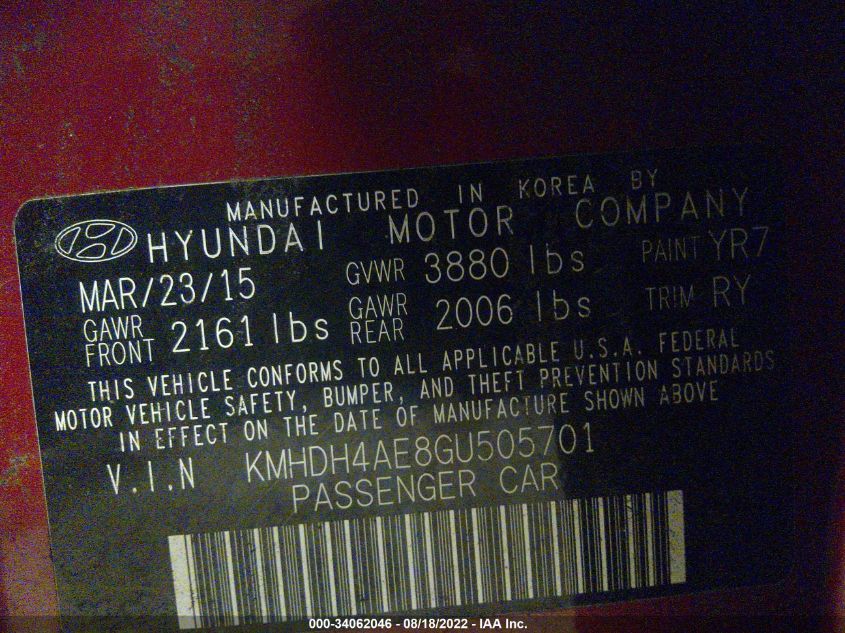 MANUFACTURED IN KOREA BY
HYUNDAI MOTOR COMPANY
MAR/23/15 GVWR 3880 lbs PAINT YR7
GAWR FRONT 2161 lbs GAWR REAR 2006 lbs TRIM RY
THIS VEHICLE CONFORMS TO ALL APPLICABLE U.S.A. FEDERAL
MOTOR VEHICLE SAFETY, BUMPER, AND THEFT PREVENTION STANDARDS
IN EFFECT ON THE DATE OF MANUFACTURE SHOWN ABOVE
V.I.N KMHDH4AE8GU505701
PASSENGER CAR
000-34062046 - 08/18/2022 - IAA Inc.